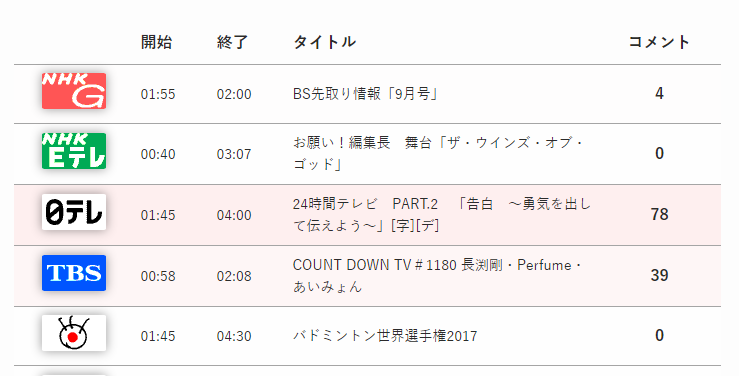 開始 終了 タイトル コメント
NHK G 01:55 02:00 BS先取り情報「9月号」 4
NHK Eテレ 00:40 03:07 お願い!編集長 舞台「ザ・ウインズ・オブ・
ゴッド」 0
日テレ 01:45 04:00 24時間テレビ PART.2 「告白 ~勇気を出し
て伝えよう~」[字][デ] 78
TBS 00:58 02:08 COUNT DOWN TV#1180 長渕剛・Perfume・
あいみょん 39
01:45 04:30 バドミントン世界選手権2017 0